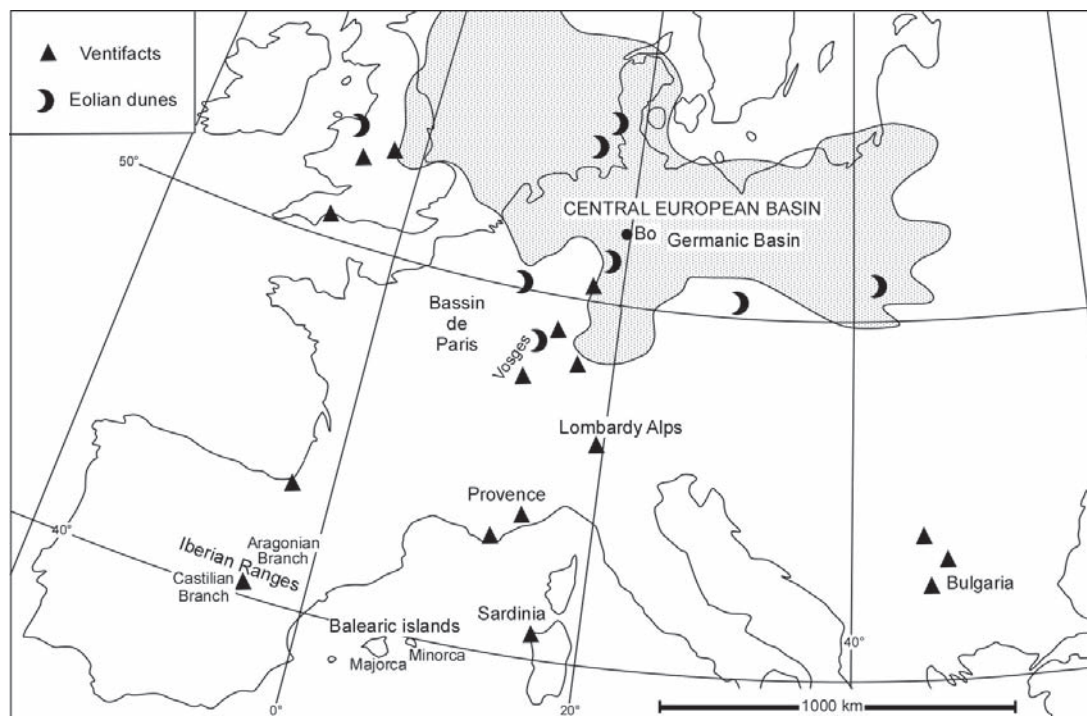 Ventifacts
Eolian dunes
50°
CENTRAL EUROPEAN BASIN
Bo
Germanic Basin
Bassin
de
Paris
Vosges
Lombardy Alps
Provence
40°
Iberian Ranges
Aragonian
Branch
Castilian
Branch
Bulgaria
Sardinia
Balearic islands
Majorca
Minorca
40°
0°
20°
1000 km